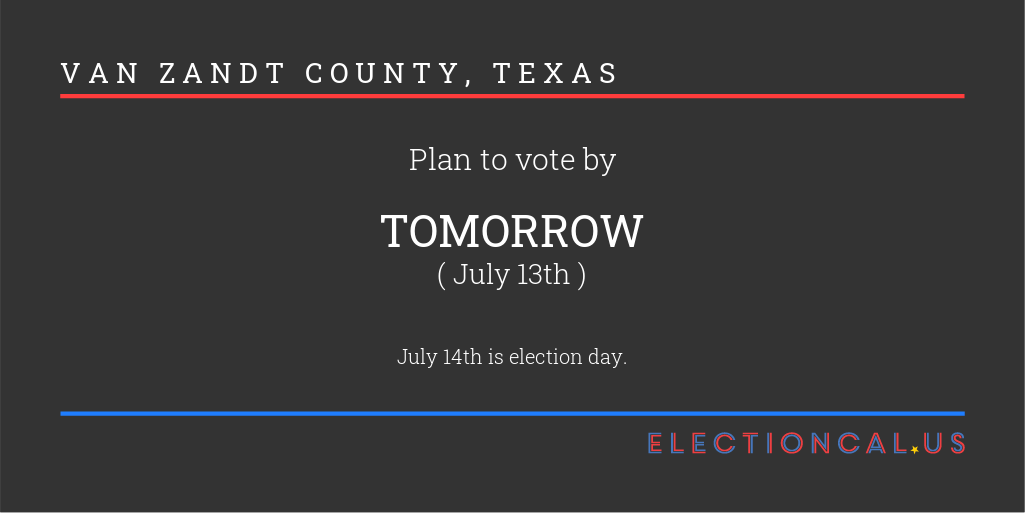 VAN ZANDT COUNTY, TEXAS
Plan to vote by
TOMORROW
( July 13th )
July 14th is election day.
ELECTIONCAL.US